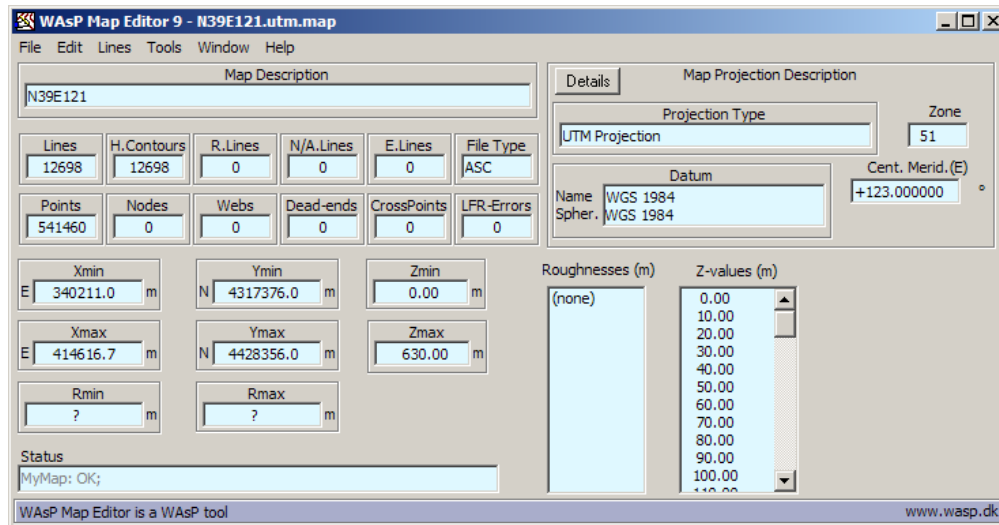 WAsP Map Editor 9 - N39E121.utm.map
File Edit Lines Tools Window Help
Map Description
N39E121
Details Map Projection Description
Projection Type Zone
UTM Projection 51
Datum Cent. Merid.(E)
Name WGS 1984 +123.000000 °
Spher. WGS 1984
Lines H.Contours R.Lines N/A.Lines E.Lines File Type
12698 12698 0 0 0 ASC
Points Nodes Webs Dead-ends CrossPoints LFR-Errors
541460 0 0 0 0 0
Xmin Ymin Zmin
E 340211.0 m N 4317376.0 m 0.00 m
Xmax Ymax Zmax
E 414616.7 m N 4428356.0 m 630.00 m
Rmin Rmax
? m ? m
Roughnesses (m) Z-values (m)
(none) 0.00
10.00
20.00
30.00
40.00
50.00
60.00
70.00
80.00
90.00
100.00
110.00
Status
MyMap: OK;
WAsP Map Editor is a WAsP tool www.wasp.dk